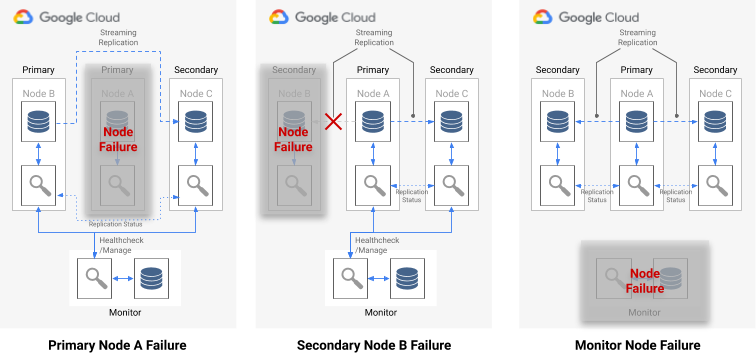 Google Cloud
Streaming
Replication
Primary
Primary
Secondary
Node B
Node A
Node C
Node
Failure
Replication Status
Healthcheck
/Manage
Monitor
Primary Node A Failure
Google Cloud
Streaming
Replication
Secondary
Primary
Secondary
Node B
Node A
Node C
Node
Failure
Replication
Status
Healthcheck
/Manage
Monitor
Secondary Node B Failure
Google Cloud
Streaming
Replication
Secondary
Primary
Secondary
Node B
Node A
Node C
Replication
Status
Replication
Status
Node
Failure
Monitor
Monitor Node Failure